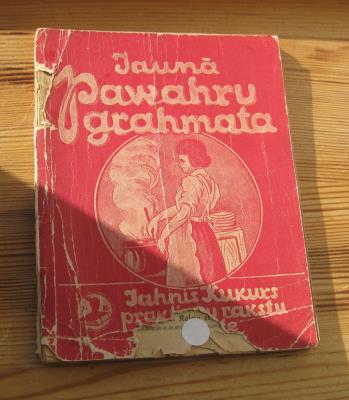 Jaunā
Pawahru
grahmata
Jahnis Kukurs
rakstu